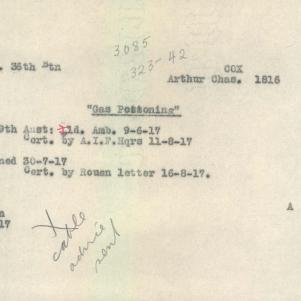 3085
323-42
. 36th Btn
COX
Arthur Chas. 1816
"Gas Poisoning"
9th Aust: Fld. Amb. 9-6-17
Cert. by A.I.F.Hqrs 11-8-17
ned 30-7-17
Cert. by Rouen letter 16-8-17.
n
A
17
cable
advice
sent